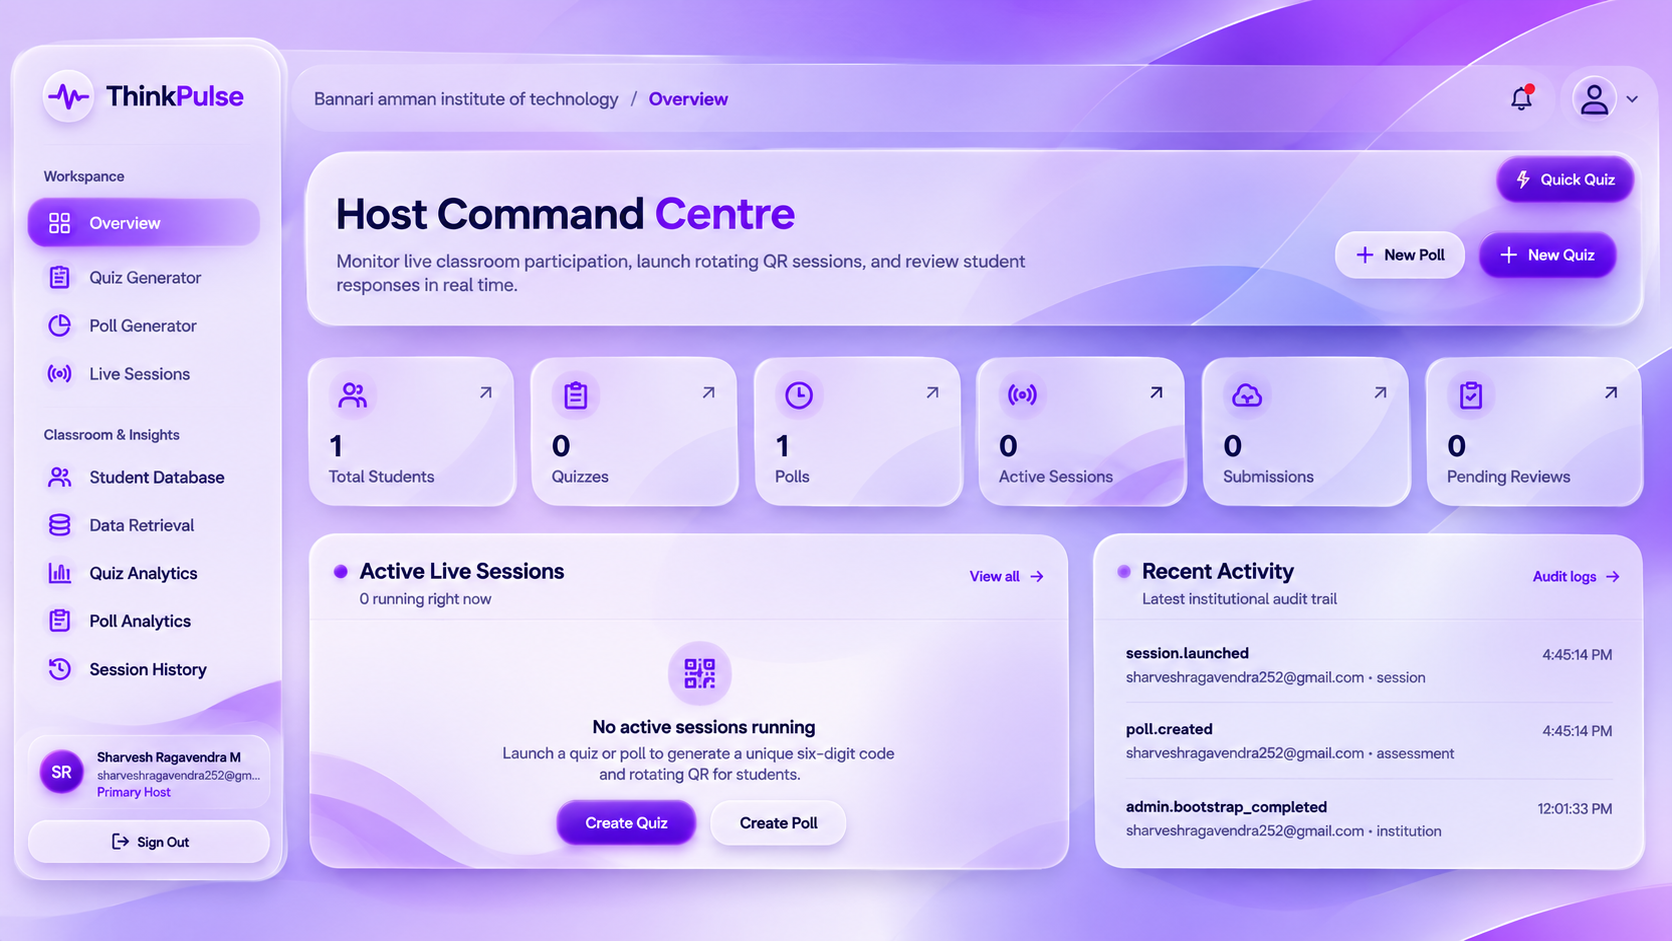 ThinkPulse
Workspance
Overview
Quiz Generator
Poll Generator
Live Sessions
Classroom & Insights
Student Database
Data Retrieval
Quiz Analytics
Poll Analytics
Session History
SR
Sharvesh Ragavendra M
sharveshragavendra252@gm...
Primary Host
Sign Out
Bannari amman institute of technology / Overview
Host Command Centre
Monitor live classroom participation, launch rotating QR sessions, and review student
responses in real time.
Quick Quiz
New Poll
New Quiz
1
Total Students
0
Quizzes
1
Polls
0
Active Sessions
0
Submissions
0
Pending Reviews
Active Live Sessions
0 running right now
View all
No active sessions running
Launch a quiz or poll to generate a unique six-digit code
and rotating QR for students.
Create Quiz
Create Poll
Recent Activity
Latest institutional audit trail
Audit logs
session.launched
4:45:14 PM
sharveshragavendra252@gmail.com • session
poll.created
4:45:14 PM
sharveshragavendra252@gmail.com • assessment
admin.bootstrap_completed
12:01:33 PM
sharveshragavendra252@gmail.com • institution